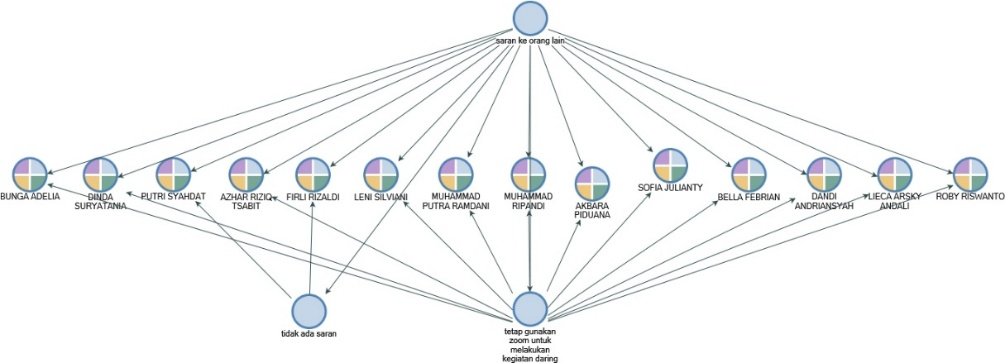 saran ke orang lain
BUNGA ADELIA
DINDA
SURYATANIA
PUTRI SYAHDAT
AZHAR RIZIQ
TSABIT
FIRLI RIZALDI
LENI SILVIANI
MUHAMMAD
PUTRA RAMDANI
MUHAMMAD
RIPANDI
AKBARA
PIDUANA
SOFIA JULIANTY
BELLA FEBRIAN
DANDI
ANDRIANSYAH
LIECA ARSKY
ANDALI
ROBY RISWANTO
tidak ada saran
tetap gunakan
zoom untuk
melakukan
kegiatan daring